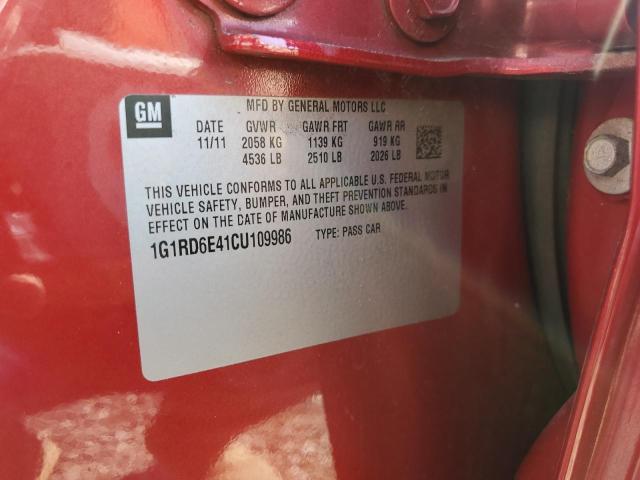 GM
MFD BY GENERAL MOTORS LLC
DATE GVWR GAWR FRT GAWR RR
11/11 2058 KG 1139 KG 919 KG
4536 LB 2510 LB 2026 LB
THIS VEHICLE CONFORMS TO ALL APPLICABLE U.S. FEDERAL MOTOR
VEHICLE SAFETY, BUMPER, AND THEFT PREVENTION STANDARDS IN
EFFECT ON THE DATE OF MANUFACTURE SHOWN ABOVE.
1G1RD6E41CU109986 TYPE: PASS CAR